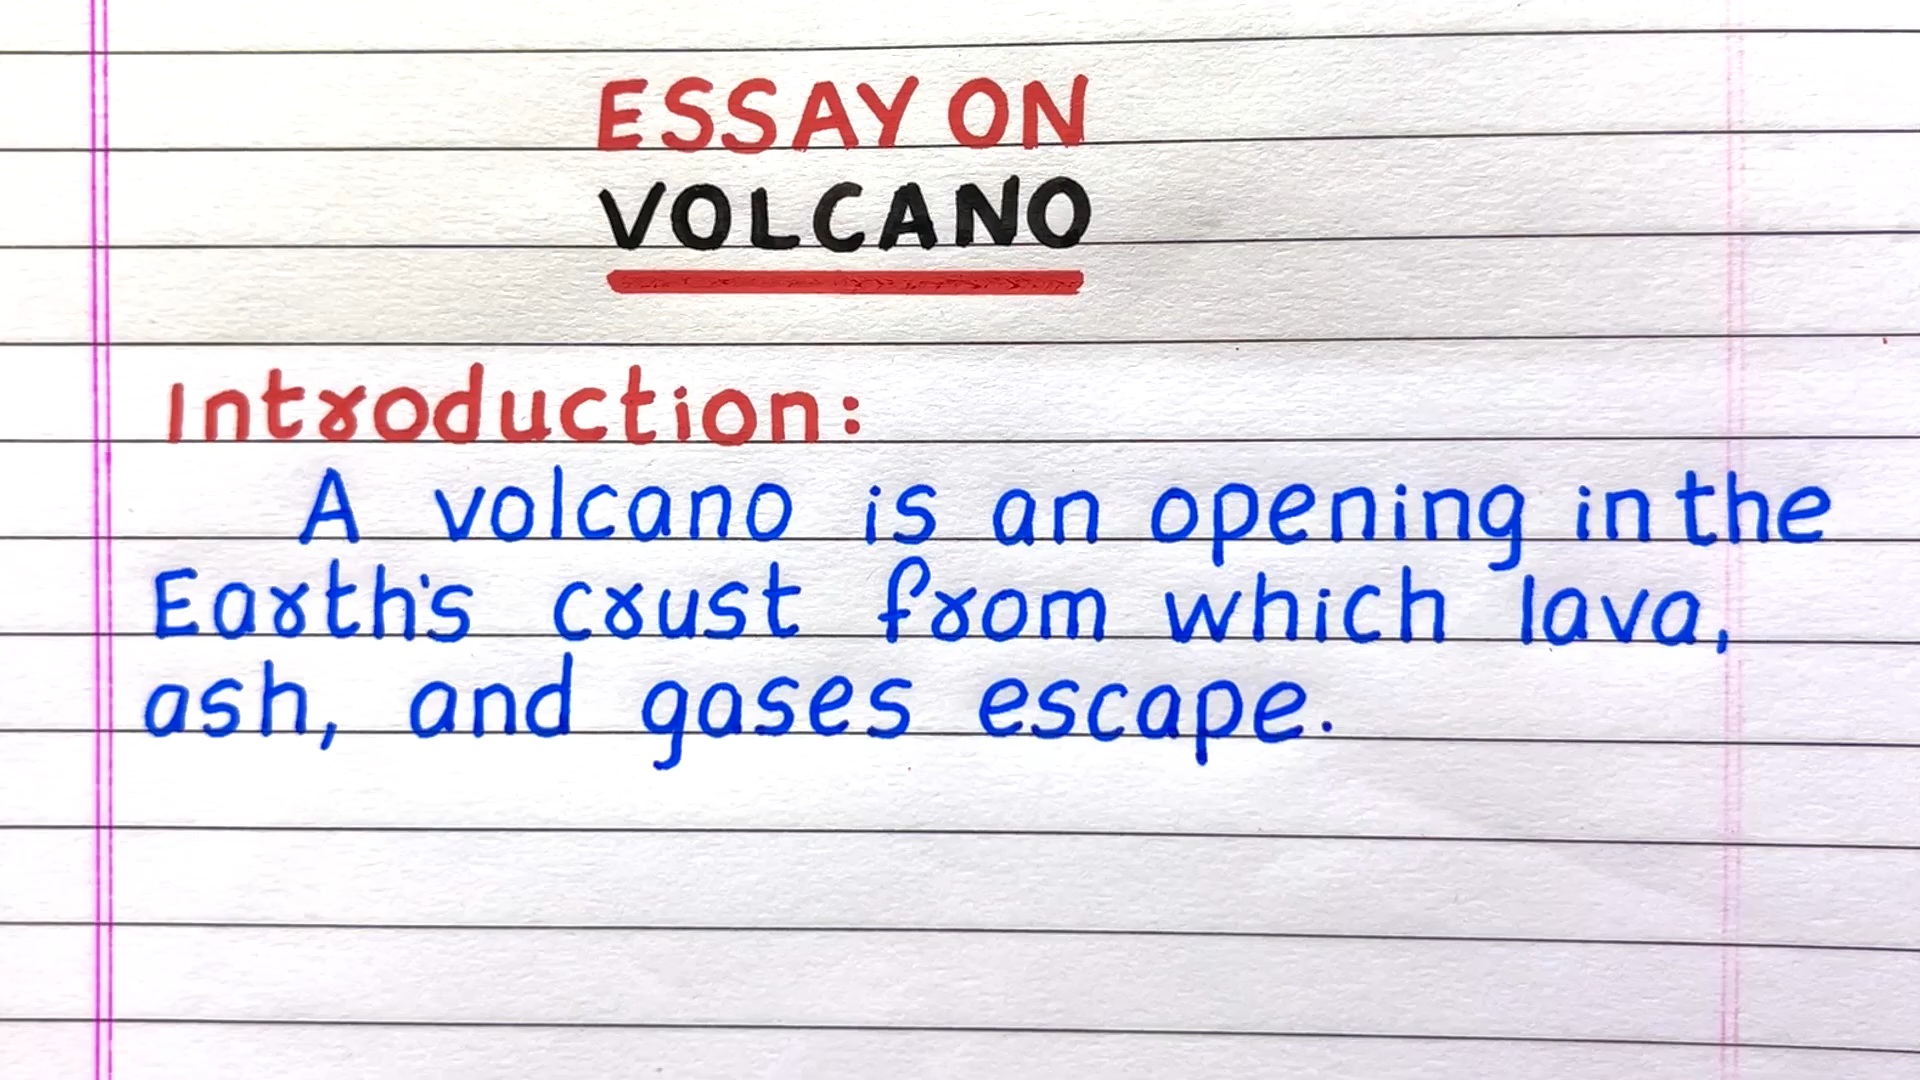 ESSAY ON
VOLCANO
Introduction:
A volcano is an opening in the
Earth's crust from which lava,
ash, and gases escape.